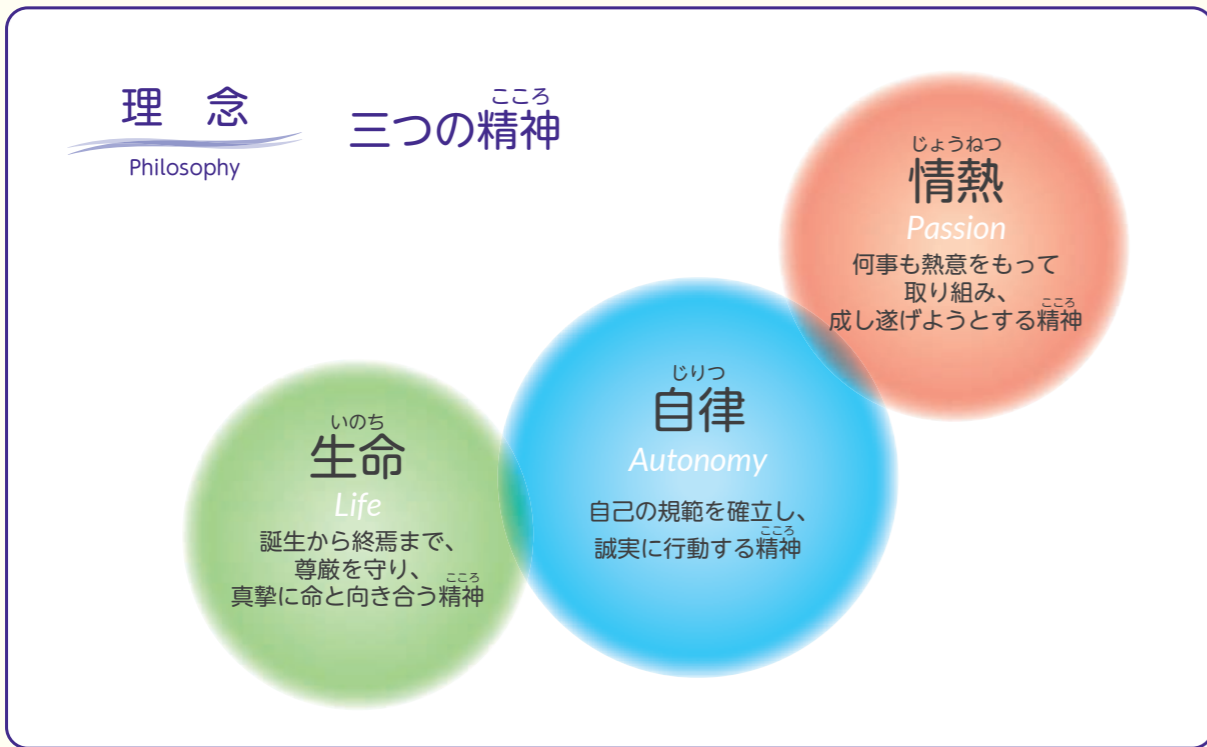 理 念
Philosophy
こころ
三つの精神
じょうねつ
情熱
Passion
何事も熱意をもって
取り組み、
こころ
成し遂げようとする精神
じりつ
自律
Autonomy
自己の規範を確立し、
こころ
誠実に行動する精神
いのち
生命
Life
誕生から終焉まで、
尊厳を守り、
こころ
真摯に命と向き合う精神